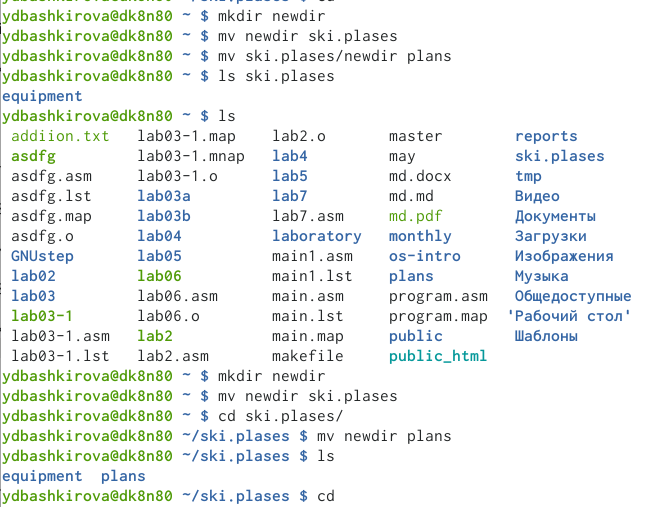 ydbashkirova@dk8n80 ~/ski.plases $ cd
ydbashkirova@dk8n80 ~ $ mkdir newdir
ydbashkirova@dk8n80 ~ $ mv newdir ski.plases
ydbashkirova@dk8n80 ~ $ mv ski.plases/newdir plans
ydbashkirova@dk8n80 ~ $ ls ski.plases
equipment
ydbashkirova@dk8n80 ~ $ ls
addiion.txt lab03-1.map lab2.o master reports
asdfg lab03-1.mnap lab4 may ski.plases
asdfg.asm lab03-1.o lab5 md.docx tmp
asdfg.lst lab03a lab7 md.md Видео
asdfg.map lab03b lab7.asm md.pdf Документы
asdfg.o lab04 laboratory monthly Загрузки
GNUstep lab05 main1.asm os-intro Изображения
lab02 lab06 main1.lst plans Музыка
lab03 lab06.asm main.asm program.asm Общедоступные
lab03-1 lab06.o main.lst program.map 'Рабочий стол'
lab03-1.asm lab2 main.map public Шаблоны
lab03-1.lst lab2.asm makefile public_html
ydbashkirova@dk8n80 ~ $ mkdir newdir
ydbashkirova@dk8n80 ~ $ mv newdir ski.plases
ydbashkirova@dk8n80 ~ $ cd ski.plases/
ydbashkirova@dk8n80 ~/ski.plases $ mv newdir plans
ydbashkirova@dk8n80 ~/ski.plases $ ls
equipment plans
ydbashkirova@dk8n80 ~/ski.plases $ cd